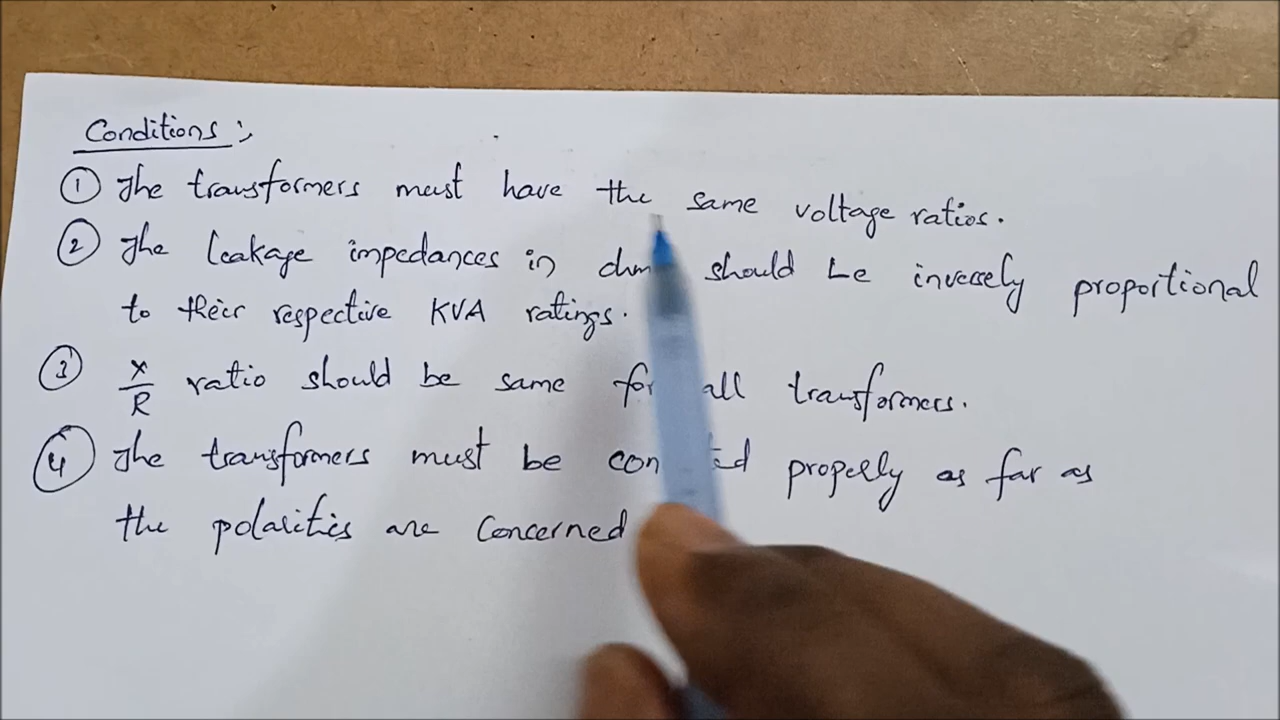 Conditions :
① The transformers must have the same voltage ratios.
② The leakage impedances in ohm should be inversely proportional
to their respective KVA ratings.
③ X/R ratio should be same for all transformers.
④ The transformers must be properly as far as
the polarities are concerned